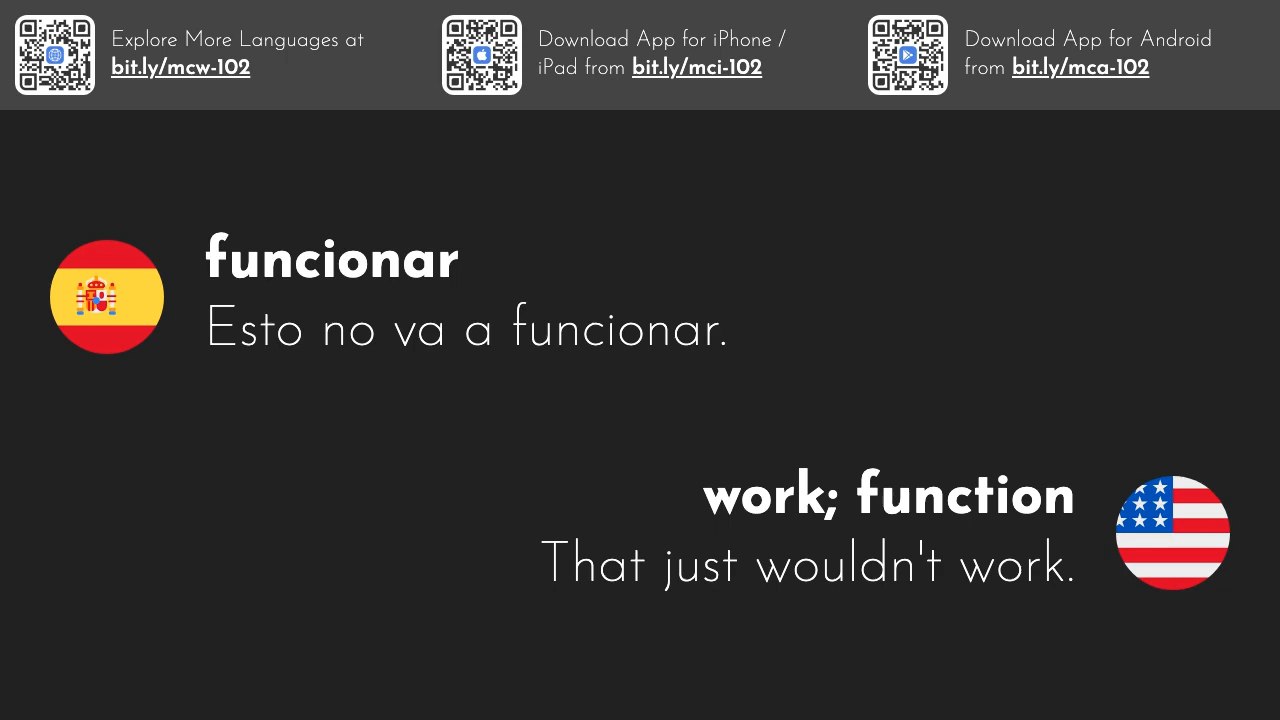 Explore More Languages at
bit.ly/mcw-102
Download App for iPhone /
iPad from bit.ly/mci-102
Download App for Android
from bit.ly/mca-102
funcionar
Esto no va a funcionar.
work; function
That just wouldn't work.